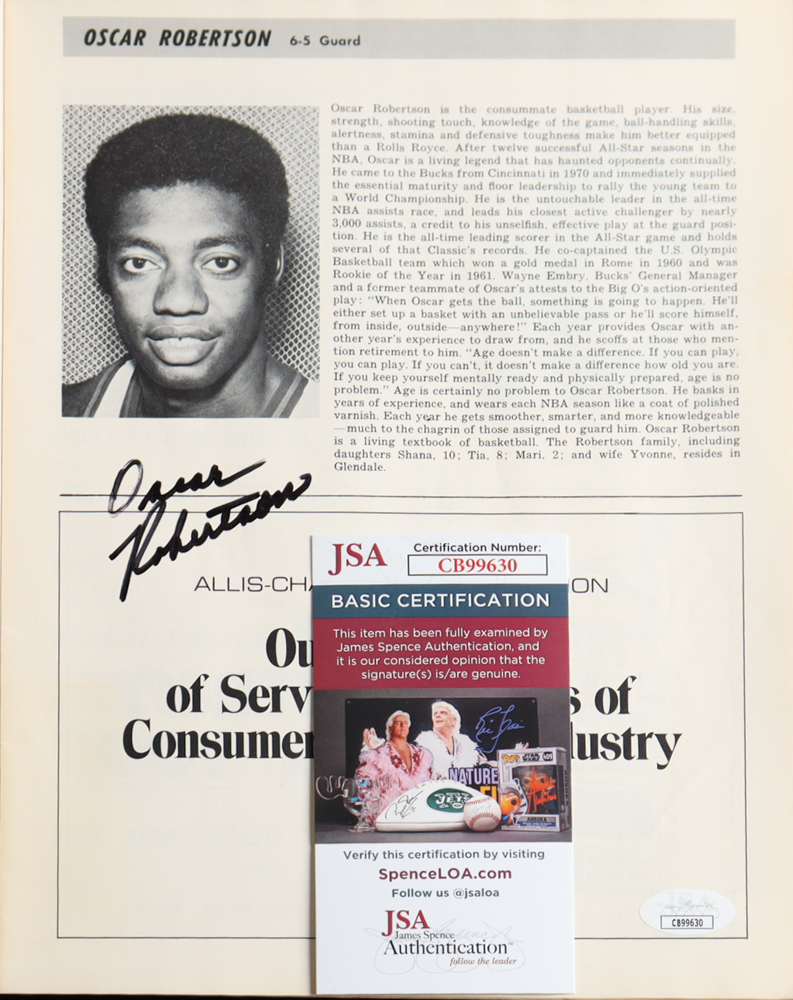 OSCAR ROBERTSON 6-5 Guard
Oscar Robertson is the consummate basketball player. His size,
strength, shooting touch, knowledge of the game, ball-handling skills,
alertness, stamina and defensive toughness make him better equipped
than a Rolls Royce. After twelve successful All-Star seasons in the
NBA, Oscar is a living legend that has haunted opponents continually.
He came to the Bucks from Cincinnati in 1970 and immediately supplied
the essential maturity and floor leadership to rally the young team to
a World Championship. He is the untouchable leader in the all-time
NBA assists race, and leads his closest active challenger by nearly
3,000 assists, a credit to his unselfish, effective play at the guard posi-
tion. He is the all-time leading scorer in the All-Star game and holds
several of that Classic's records. He co-captained the U.S. Olympic
Basketball team which won a gold medal in Rome in 1960 and was
Rookie of the Year in 1961. Wayne Embry, Bucks' General Manager
and a former teammate of Oscar's attests to the Big O's action-oriented
play: "When Oscar gets the ball, something is going to happen. He'll
either set up a basket with an unbelievable pass or he'll score himself,
from inside, outside—anywhere!" Each year provides Oscar with an-
other year's experience to draw from, and he scoffs at those who men-
tion retirement to him. "Age doesn't make a difference. If you can play,
you can play. If you can't, it doesn't make a difference how old you are.
If you keep yourself mentally ready and physically prepared, age is no
problem." Age is certainly no problem to Oscar Robertson. He basks in
years of experience, and wears each NBA season like a coat of polished
varnish. Each year he gets smoother, smarter, and more knowledgeable
—much to the chagrin of those assigned to guard him. Oscar Robertson
is a living textbook of basketball. The Robertson family, including
daughters Shana, 10; Tia, 8; Mari, 2; and wife Yvonne, resides in
Glendale.
Oscar
Robertson
ALLIS-CHA ON
Ou
of Serv s of
Consumer lustry
JSA Certification Number:
CB99630
BASIC CERTIFICATION
This item has been fully examined by
James Spence Authentication, and
it is our considered opinion that the
signature(s) is/are genuine.
NATURE
JETS
STAR WARS
AHSOKA
Verify this certification by visiting
SpenceLOA.com
Follow us @jsaloa
JSA
James Spence
Authentication
follow the leader
CB99630